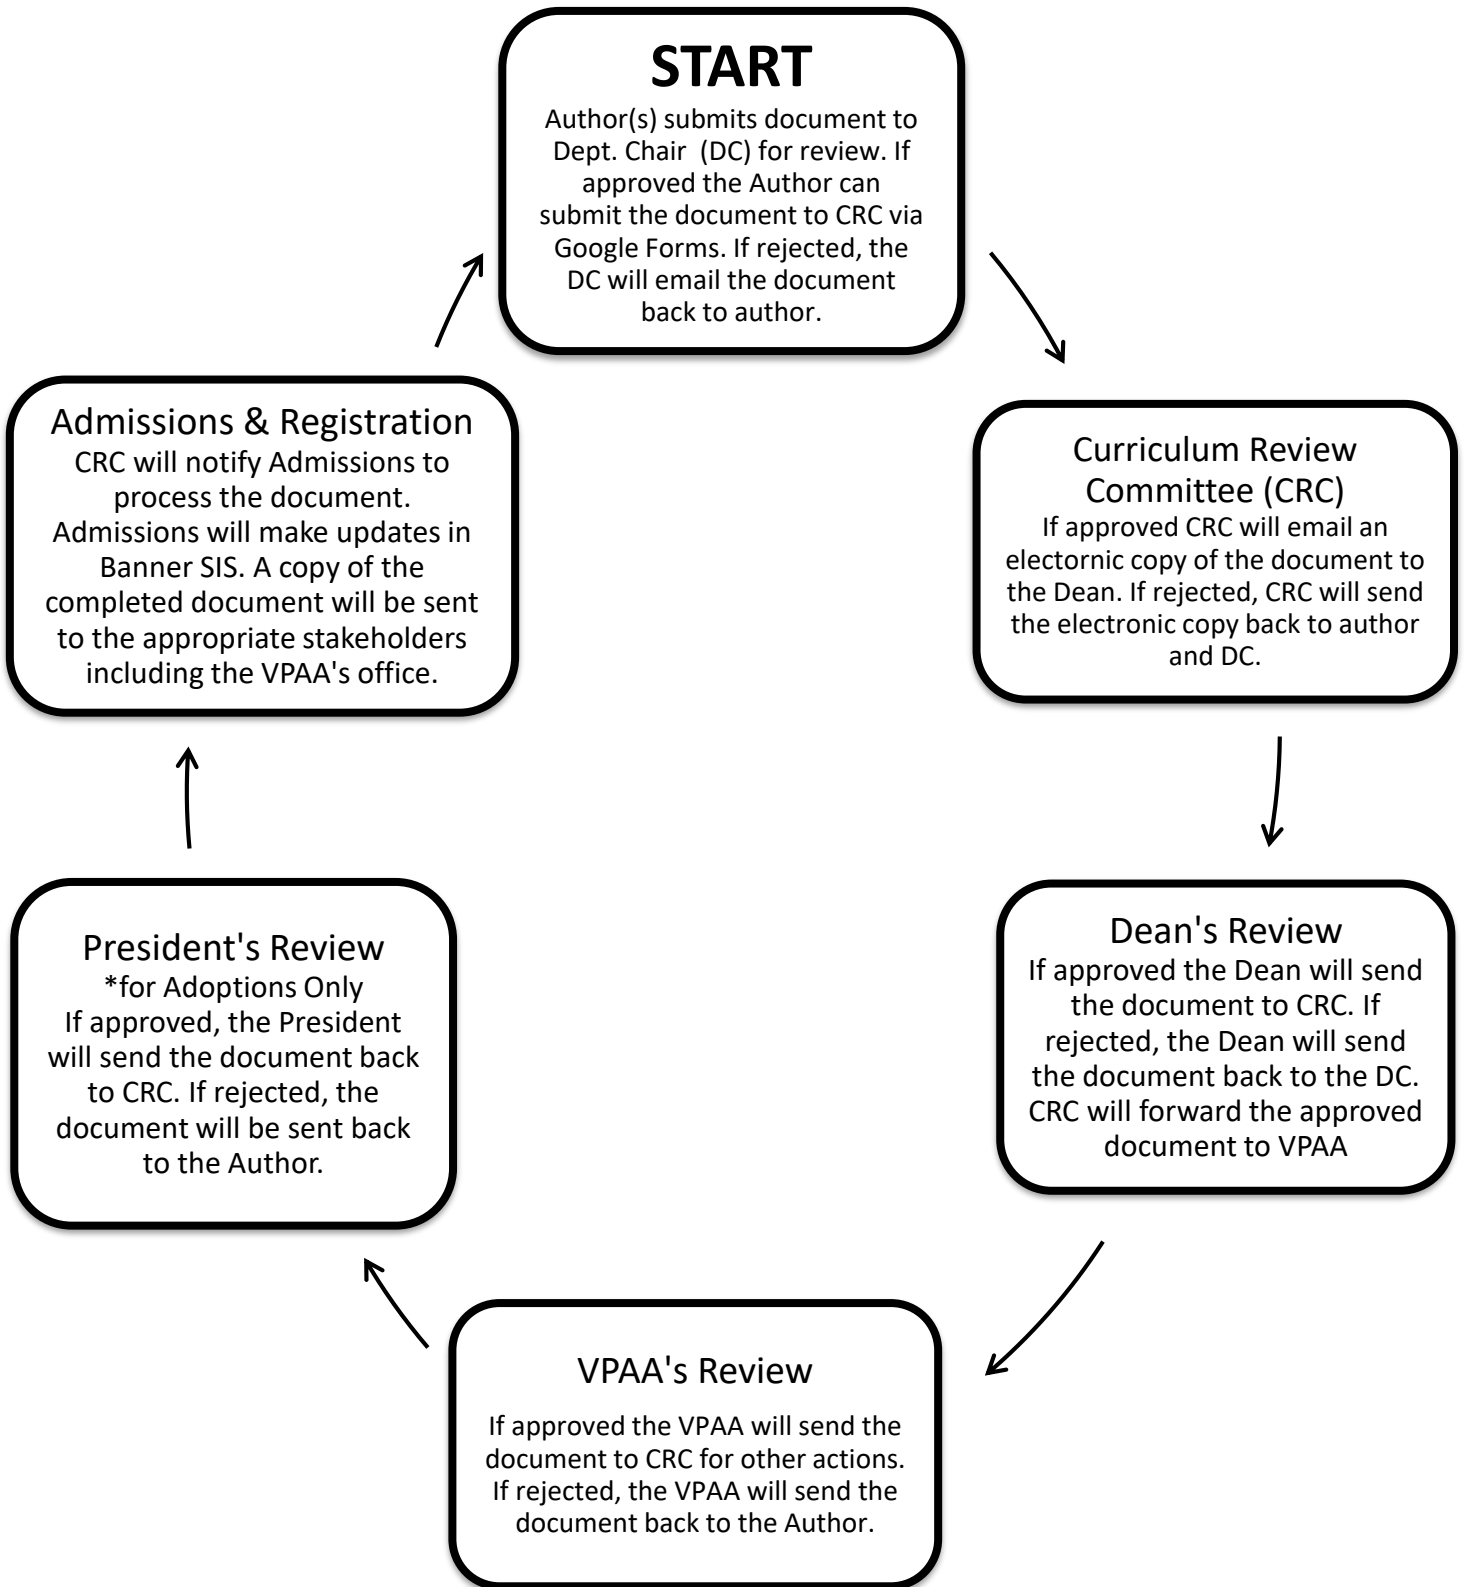 START
Author(s) submits document to
Dept. Chair  (DC) for review. If
approved the Author can
submit the document to CRC via
Google Forms. If rejected, the
DC will email the document
back to author.
Curriculum Review
Committee (CRC)
If approved CRC will email an
electornic copy of the document to
the Dean. If rejected, CRC will send
the electronic copy back to author
and DC.
Dean's Review
If approved the Dean will send
the document to CRC. If
rejected, the Dean will send
the document back to the DC.
CRC will forward the approved
document to VPAA
VPAA's Review
If approved the VPAA will send the
document to CRC for other actions.
If rejected, the VPAA will send the
document back to the Author.
President's Review
*for Adoptions Only
If approved, the President
will send the document back
to CRC. If rejected, the
document will be sent back
to the Author.
Admissions & Registration
CRC will notify Admissions to
process the document.
Admissions will make updates in
Banner SIS. A copy of the
completed document will be sent
to the appropriate stakeholders
including the VPAA's office.